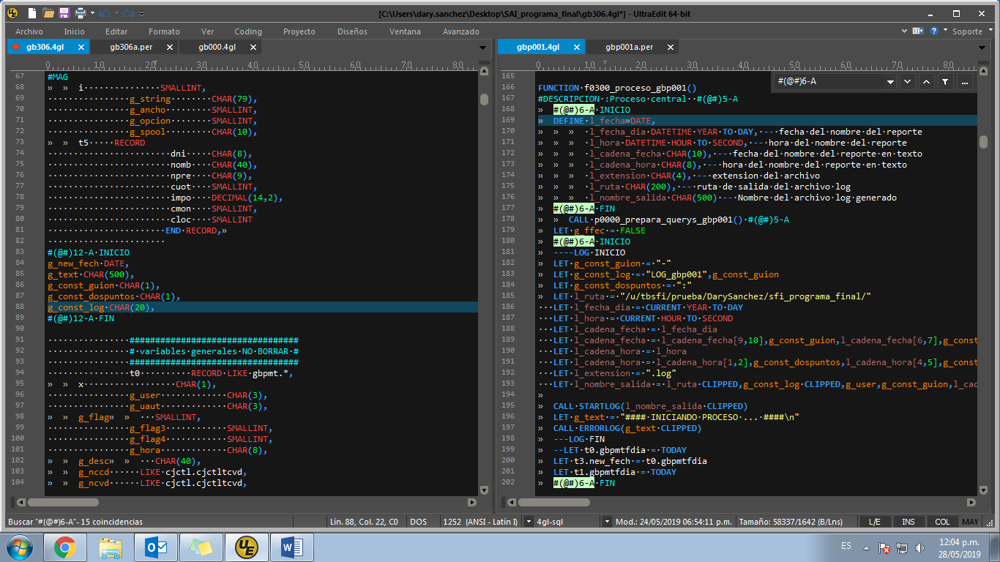 [C:\Users\dary.sanchez\Desktop\SAI_programa_final\gb306.4gl*] - UltraEdit 64-bit
Archivo Inicio Editar Formato Ver Coding Proyecto Diseños Ventana Avanzado Soporte
gb306.4gl gb306a.per gb000.4gl
0 10 20 30 40 50 60 70 80
67 #MAG
68 » » i···············SMALLINT,
69 ················g_string········CHAR(79),
70 ················g_ancho·········SMALLINT,
71 ················g_opcion········SMALLINT,
72 ················g_spool·········CHAR(10),
73 » » t5·····RECORD
74 ························dni·····CHAR(8),
75 ························nomb····CHAR(40),
76 ························npre····CHAR(9),
77 ························cuot····SMALLINT,
78 ························impo····DECIMAL(14,2),
79 ························cmon····SMALLINT,
80 ························cloc····SMALLINT
81 ·······················END·RECORD,»
82 ·······················
83 #(@#)12-A·INICIO
84 g_new_fech·DATE,
85 g_text·CHAR(500),
86 g_const_guion·CHAR(1),
87 g_const_dospuntos·CHAR(1),
88 g_const_log·CHAR(20),
89 #(@#)12-A·FIN
90
91 ················#################################
92 ················#·variables·generales·NO·BORRAR·#
93 ················#################################
94 ················t0··········RECORD·LIKE·gbpmt.*,
95 » » x··················CHAR(1),
96 ················g_user·············CHAR(3),
97 ················g_uaut·············CHAR(3),
98 » » g_flag» » ···SMALLINT,
99 ················g_flag3············SMALLINT,
100 ················g_flag4············SMALLINT,
101 ················g_hora·············CHAR(8),
102 » » g_desc» » ···CHAR(40),
103 » » g_nccd······LIKE·cjctl.cjctltcvd,
104 » » g_ncvd······LIKE·cjctl.cjctltcvd,
gbp001.4gl gbp001a.per
0 10 20 30 40 50 60 70 80
#(@#)6-A
165
166 FUNCTION·f0300_proceso_gbp001()
167 #DESCRIPCION·:Proceso·central··#(@#)5-A
168 » #(@#)6-A·INICIO
169 » DEFINE·l_fecha»DATE,
170 » » » ·l_fecha_dia·DATETIME·YEAR·TO·DAY,·--·fecha·del·nombre·del·reporte
171 » » » ·l_hora·DATETIME·HOUR·TO·SECOND,·--·hora·del·nombre·del·reporte
172 » » » ·l_cadena_fecha·CHAR(10),·--·fecha·del·nombre·del·reporte·en·texto
173 » » » ·l_cadena_hora·CHAR(8),·--·hora·del·nombre·del·reporte·en·texto
174 » » » ·l_extension·CHAR(4),·--·extension·del·archivo
175 » » » ·l_ruta·CHAR(200),·--·ruta·de·salida·del·archivo·log
176 » » » ·l_nombre_salida·CHAR(500)·--·Nombre·del·archivo·log·generado
177 » #(@#)6-A·FIN
178 » » CALL·p0000_prepara_querys_gbp001()·#(@#)5-A
179 » LET·g_ffec·=·FALSE
180 » #(@#)6-A·INICIO
181 » ----LOG·INICIO
182 » LET·g_const_guion·=·"-"
183 » LET·g_const_log·=·"LOG_gbp001",g_const_guion
184 » LET·g_const_dospuntos·=·":"
185 » LET·l_ruta·=·"/u/tbsfi/prueba/DarySanchez/sfi_programa_final/"
186 ···LET·l_fecha_dia·=·CURRENT·YEAR·TO·DAY
187 ···LET·l_hora·=·CURRENT·HOUR·TO·SECOND
188 ···LET·l_cadena_fecha·=·l_fecha_dia
189 ···LET·l_cadena_fecha·=·l_cadena_fecha[9,10],g_const_guion,l_cadena_fecha[6,7],g_const
190 ···LET·l_cadena_hora·=·l_hora
191 ···LET·l_cadena_hora·=·l_cadena_hora[1,2],g_const_dospuntos,l_cadena_hora[4,5],g_const
192 ···LET·l_extension·=·".log"
193 ···LET·l_nombre_salida·=·l_ruta·CLIPPED,g_const_log·CLIPPED,g_user,g_const_guion,l_cad
194 »
195 » CALL·STARTLOG(l_nombre_salida·CLIPPED)
196 » LET·g_text·=·"####·INICIANDO·PROCESO·...·####\n"
197 » CALL·ERRORLOG(g_text·CLIPPED)
198 » ---LOG·FIN
199 » --LET·t0.gbpmtfdia·=·TODAY
200 » LET·t3.new_fech·=·t0.gbpmtfdia
201 » LET·t1.gbpmtfdia·=·TODAY
202 » #(@#)6-A·FIN
Buscar "#(@#)6-A"- 15 coincidencias Lín. 88, Col. 22, C0 DOS 1252 (ANSI - Latín I) 4gl-sql Mod.: 24/05/2019 06:54:11 p.m. Tamaño: 58337/1642 (B/Lns) L/E INS COL MAY
ES 12:04 p.m.
28/05/2019